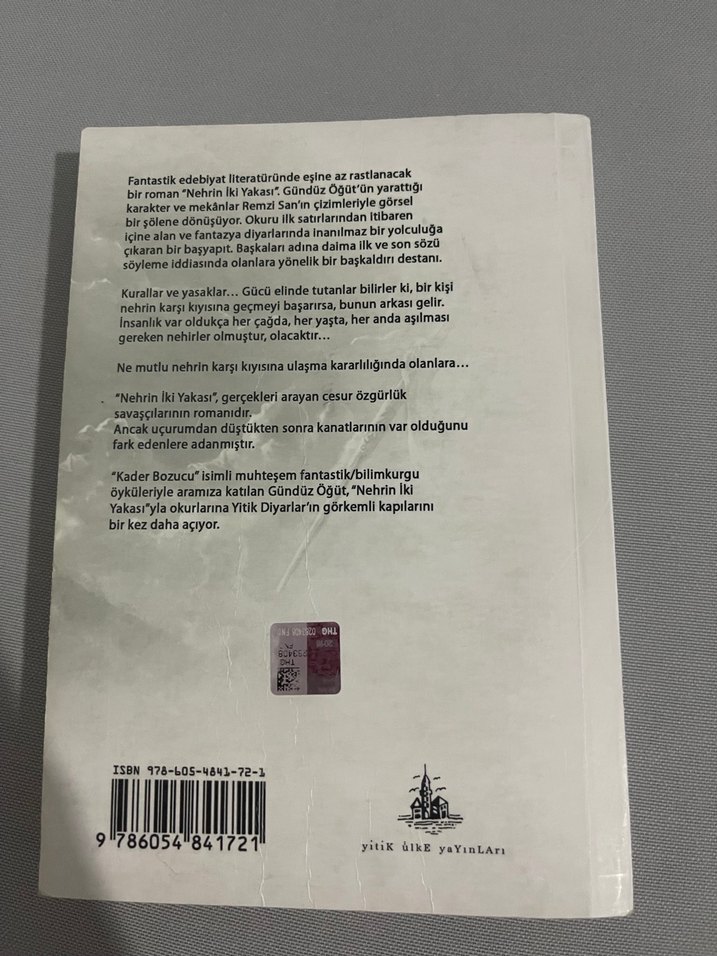 Fantastik edebiyat literatüründe eşine az rastlanacak
bir roman “Nehrin İki Yakası”. Gündüz Öğüt’ün yarattığı
karakter ve mekânlar Remzi San’ın çizimleriyle görsel
bir şölene dönüşüyor. Okuru ilk satırlarından itibaren
içine alan ve fantazya diyarlarında inanılmaz bir yolculuğa
çıkaran bir başyapıt. Başkaları adına daima ilk ve son sözü
söyleme iddiasında olanlara yönelik bir başkaldırı destanı.
Kurallar ve yasaklar... Gücü elinde tutanlar bilirler ki, bir kişi
nehrin karşı kıyısına geçmeyi başarırsa, bunun arkası gelir.
İnsanlık var oldukça her çağda, her yaşta, her anda aşılması
gereken nehirler olmuştur, olacaktır...
Ne mutlu nehrin karşı kıyısına ulaşma kararlılığında olanlara...
“Nehrin İki Yakası”, gerçekleri arayan cesur özgürlük
savaşçılarının romanıdır.
Ancak uçurumdan düştükten sonra kanatlarının var olduğunu
fark edenlere adanmıştır.
“Kader Bozucu” isimli muhteşem fantastik/bilimkurgu
öyküleriyle aramıza katılan Gündüz Öğüt, “Nehrin İki
Yakası”yla okurlarına Yitik Diyarlar’ın görkemli kapılarını
bir kez daha açıyor.
THG
2016
THG
ISBN 978-605-4841-72-1
9 786054 841721
yitiK ülkE yaYınLArı